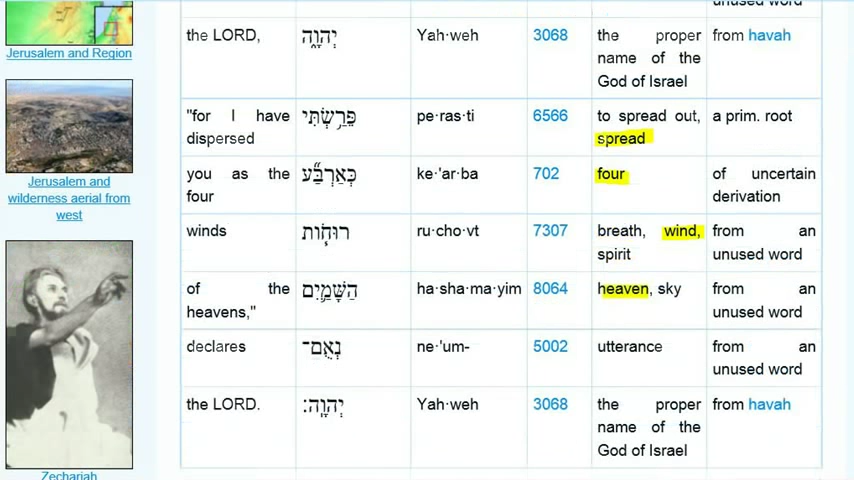 unused word
Jerusalem and Region
the LORD, יְהוָ֑ה Yah·weh 3068 the proper from havah
name of the
God of Israel
"for I have פֵּרַ֥שְׂתִּי pe·ras·ti 6566 to spread out, a prim. root
dispersed spread
Jerusalem and
wilderness aerial from
west
you as the כְּאַרְבַּ֞ע ke·'ar·ba 702 four of uncertain
four derivation
winds רוּח֧וֹת ru·cho·vt 7307 breath, wind, from an
spirit unused word
of the הַשָּׁמַ֛יִם ha·sha·ma·yim 8064 heaven, sky from an
heavens," unused word
declares נְאֻם־ ne·'um- 5002 utterance from an
unused word
the LORD. יְהוָֽה׃ Yah·weh 3068 the proper from havah
name of the
God of Israel
Zechariah